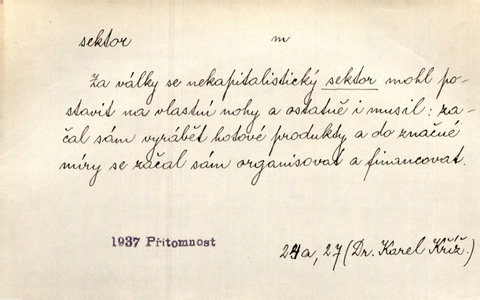 sektor m
Za války se nekapitalistický sektor mohl po-
stavit na vlastní nohy a ostatně i musil: za-
čal sám vyrábět hotové produkty a do značné
míry se začal sám organisovat i financovat.
1937 Přítomnost
24a, 27 (Dr. Karel Kříž.)